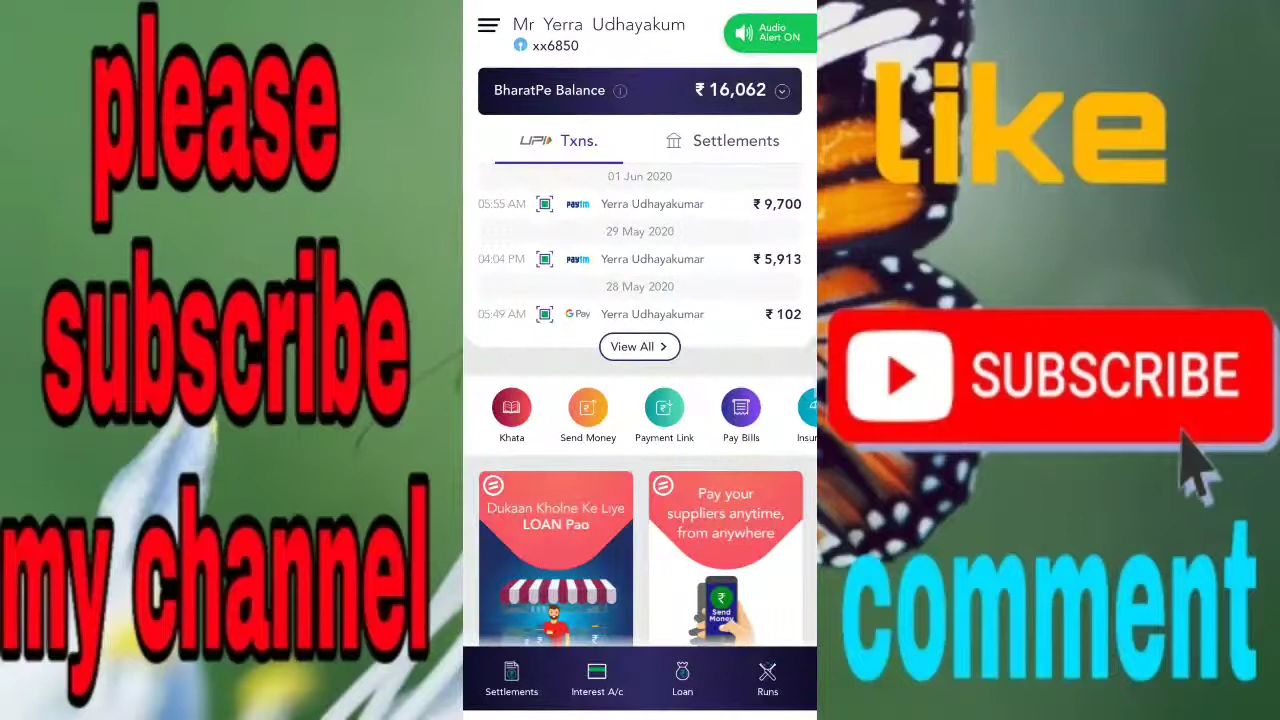 please
subscribe
my channel
Mr Yerra Udhayakum
xx6850
Audio
Alert ON
BharatPe Balance
₹ 16,062
UPI Txns.
Settlements
01 Jun 2020
05:55 AM paytm Yerra Udhayakumar ₹ 9,700
29 May 2020
04:04 PM paytm Yerra Udhayakumar ₹ 5,913
28 May 2020
05:49 AM G Pay Yerra Udhayakumar ₹ 102
View All
Khata
Send Money
Payment Link
Pay Bills
Insu
Dukaan Kholne Ke Liye
LOAN Pao
Pay your
suppliers anytime,
from anywhere
₹
Send
Money
Settlements
Interest A/c
Loan
Runs
like
SUBSCRIBE
comment